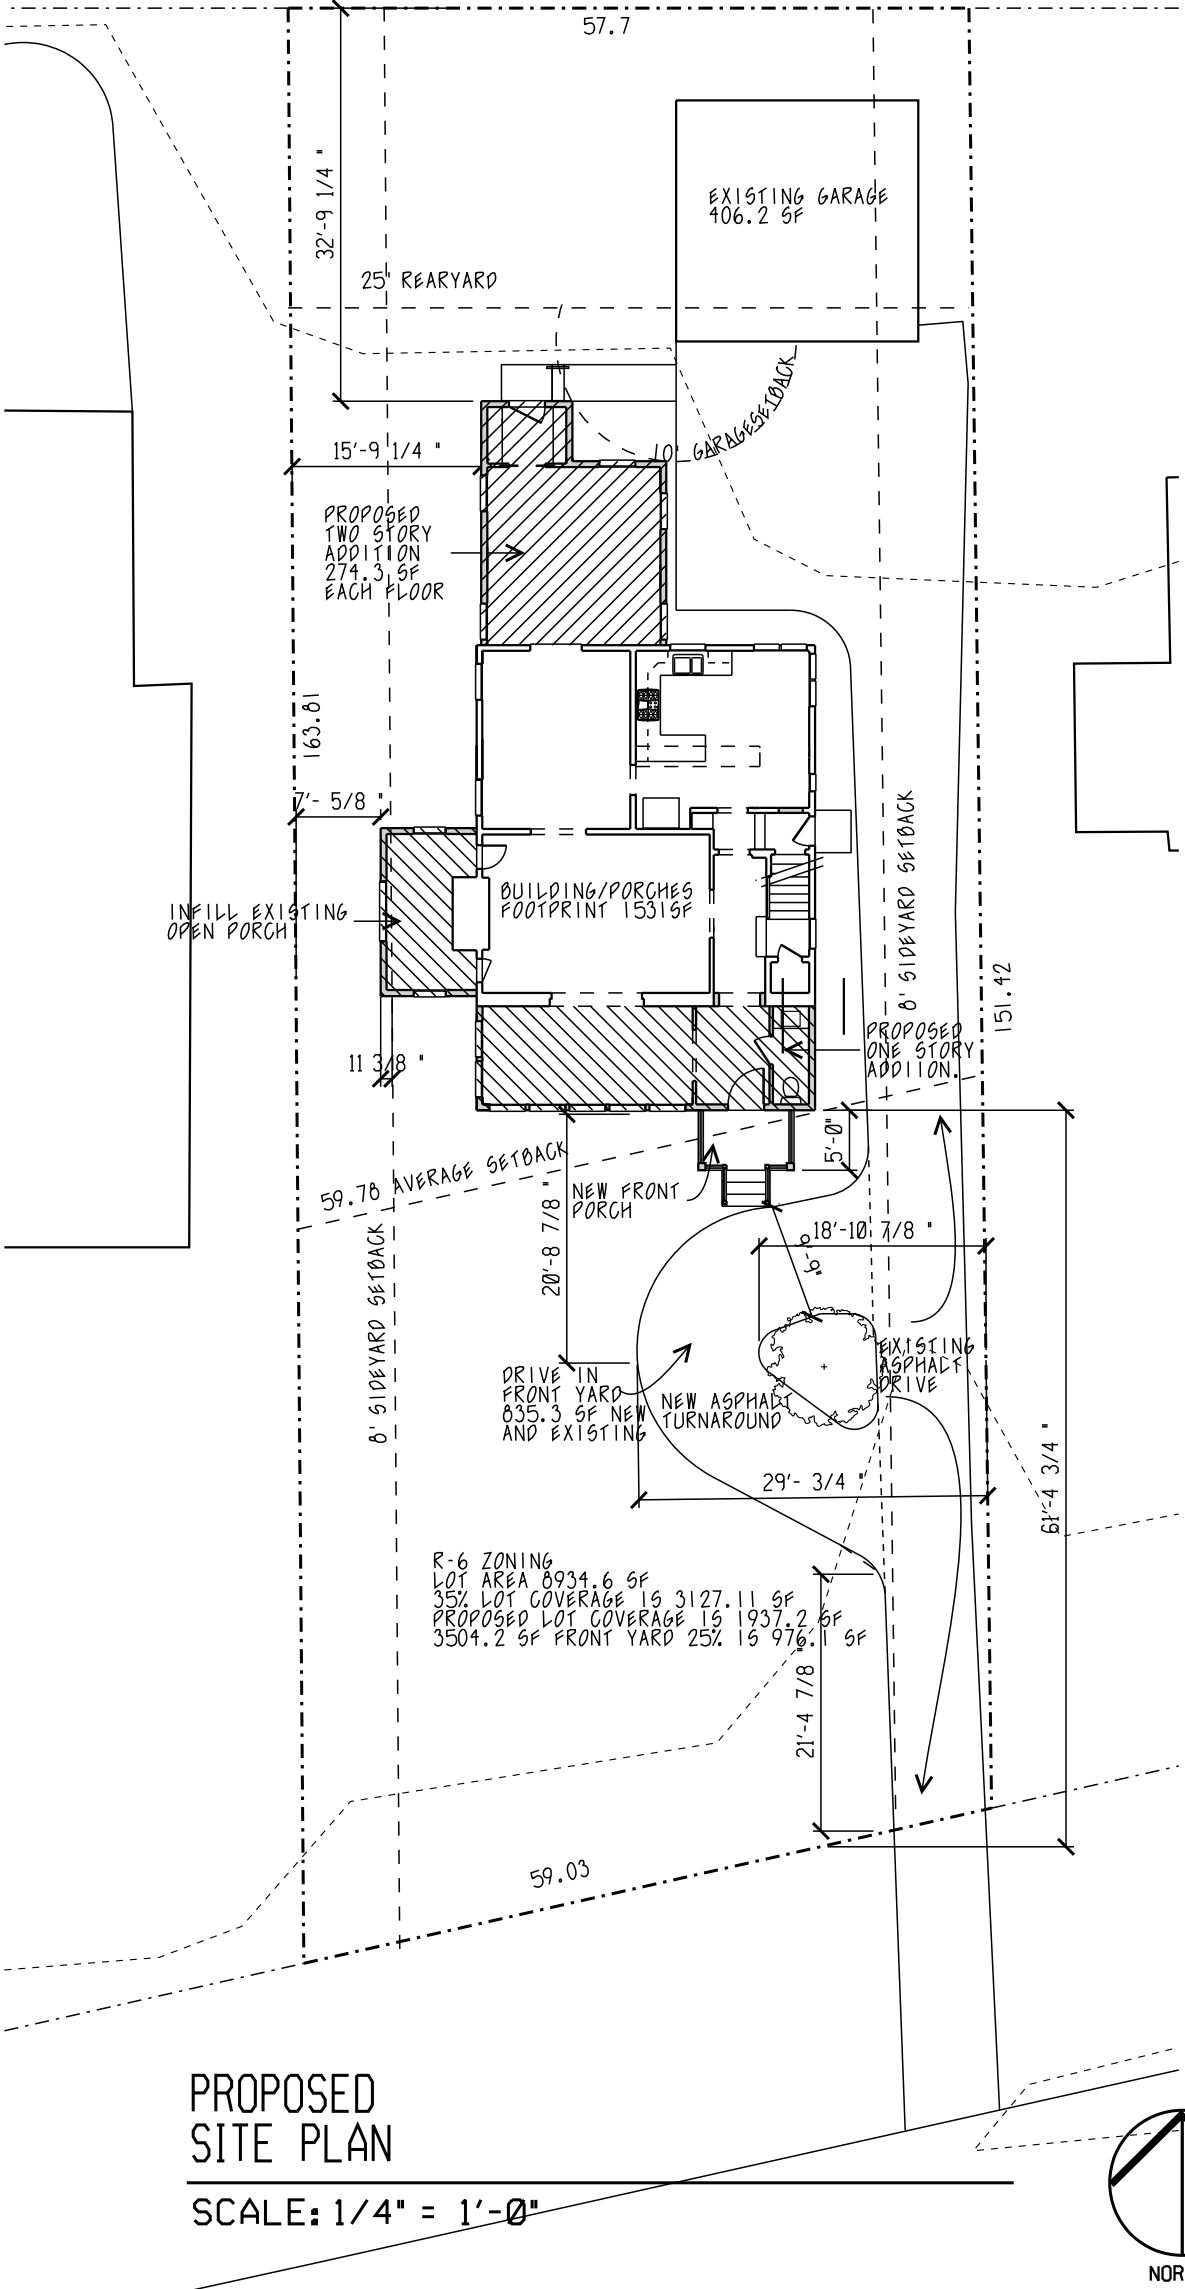 57.7
EXISTING GARAGE
406.2 SF
32'-9 1/4 "
25' REARYARD
10' GARAGESETBACK
15'-9 1/4 "
PROPOSED
TWO STORY
ADDITION
274.3 SF
EACH FLOOR
163.81
7'- 5/8 "
8' SIDEYARD SETBACK
BUILDING/PORCHES
FOOTPRINT 1531SF
INFILL EXISTING
OPEN PORCH
151.42
PROPOSED
ONE STORY
ADDIION.
11 3/8 "
5'-0"
59.78 AVERAGE SETBACK
NEW FRONT
PORCH
20'-8 7/8 "
18'-10 7/8 "
9'-9"
8' SIDEYARD SETBACK
EXISTING
ASPHALT
DRIVE
DRIVE IN
FRONT YARD
835.3 SF NEW
AND EXISTING
NEW ASPHALT
TURNAROUND
61'-4 3/4 "
29'- 3/4 "
R-6 ZONING
LOT AREA 8934.6 SF
35% LOT COVERAGE IS 3127.11 SF
PROPOSED LOT COVERAGE IS 1937.2 SF
3504.2 SF FRONT YARD 25% IS 976.1 SF
21'-4 7/8 "
59.03
PROPOSED
SITE PLAN
SCALE: 1/4" = 1'-0"
NOR